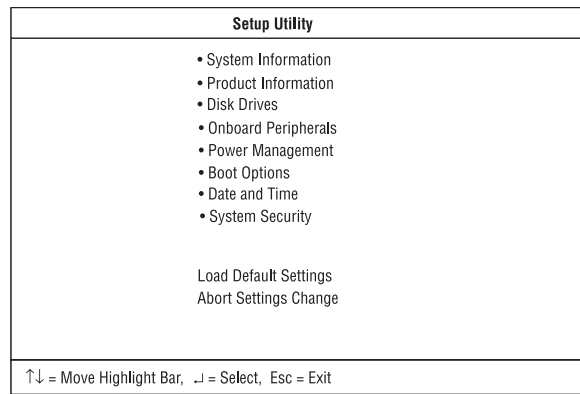 Setup Utility
• System Information
• Product Information
• Disk Drives
• Onboard Peripherals
• Power Management
• Boot Options
• Date and Time
• System Security
Load Default Settings
Abort Settings Change
↑↓ = Move Highlight Bar, ↵ = Select, Esc = Exit